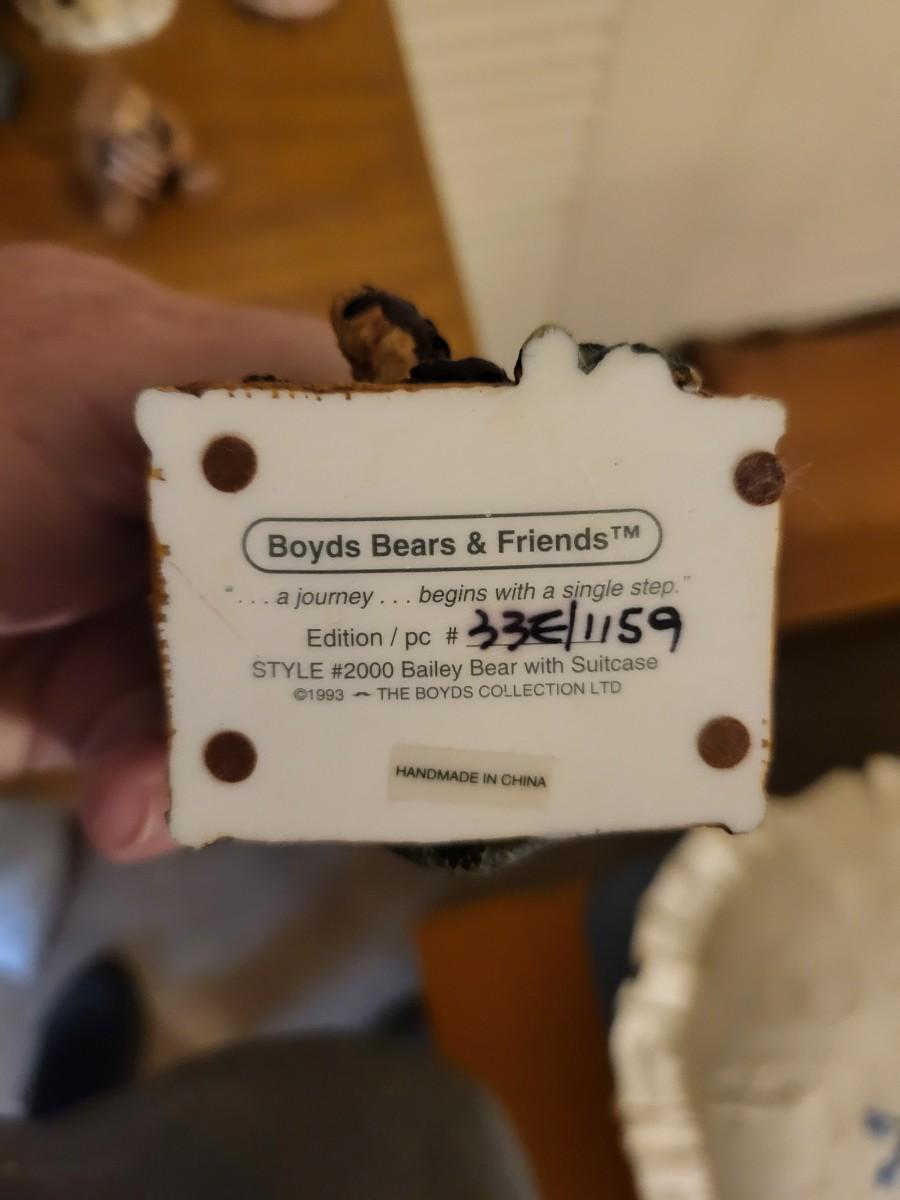 Boyds Bears & Friends™
“. . . a journey . . . begins with a single step.”
Edition / pc # 33E/1159
STYLE #2000 Bailey Bear with Suitcase
©1993 ~ THE BOYDS COLLECTION LTD
HANDMADE IN CHINA